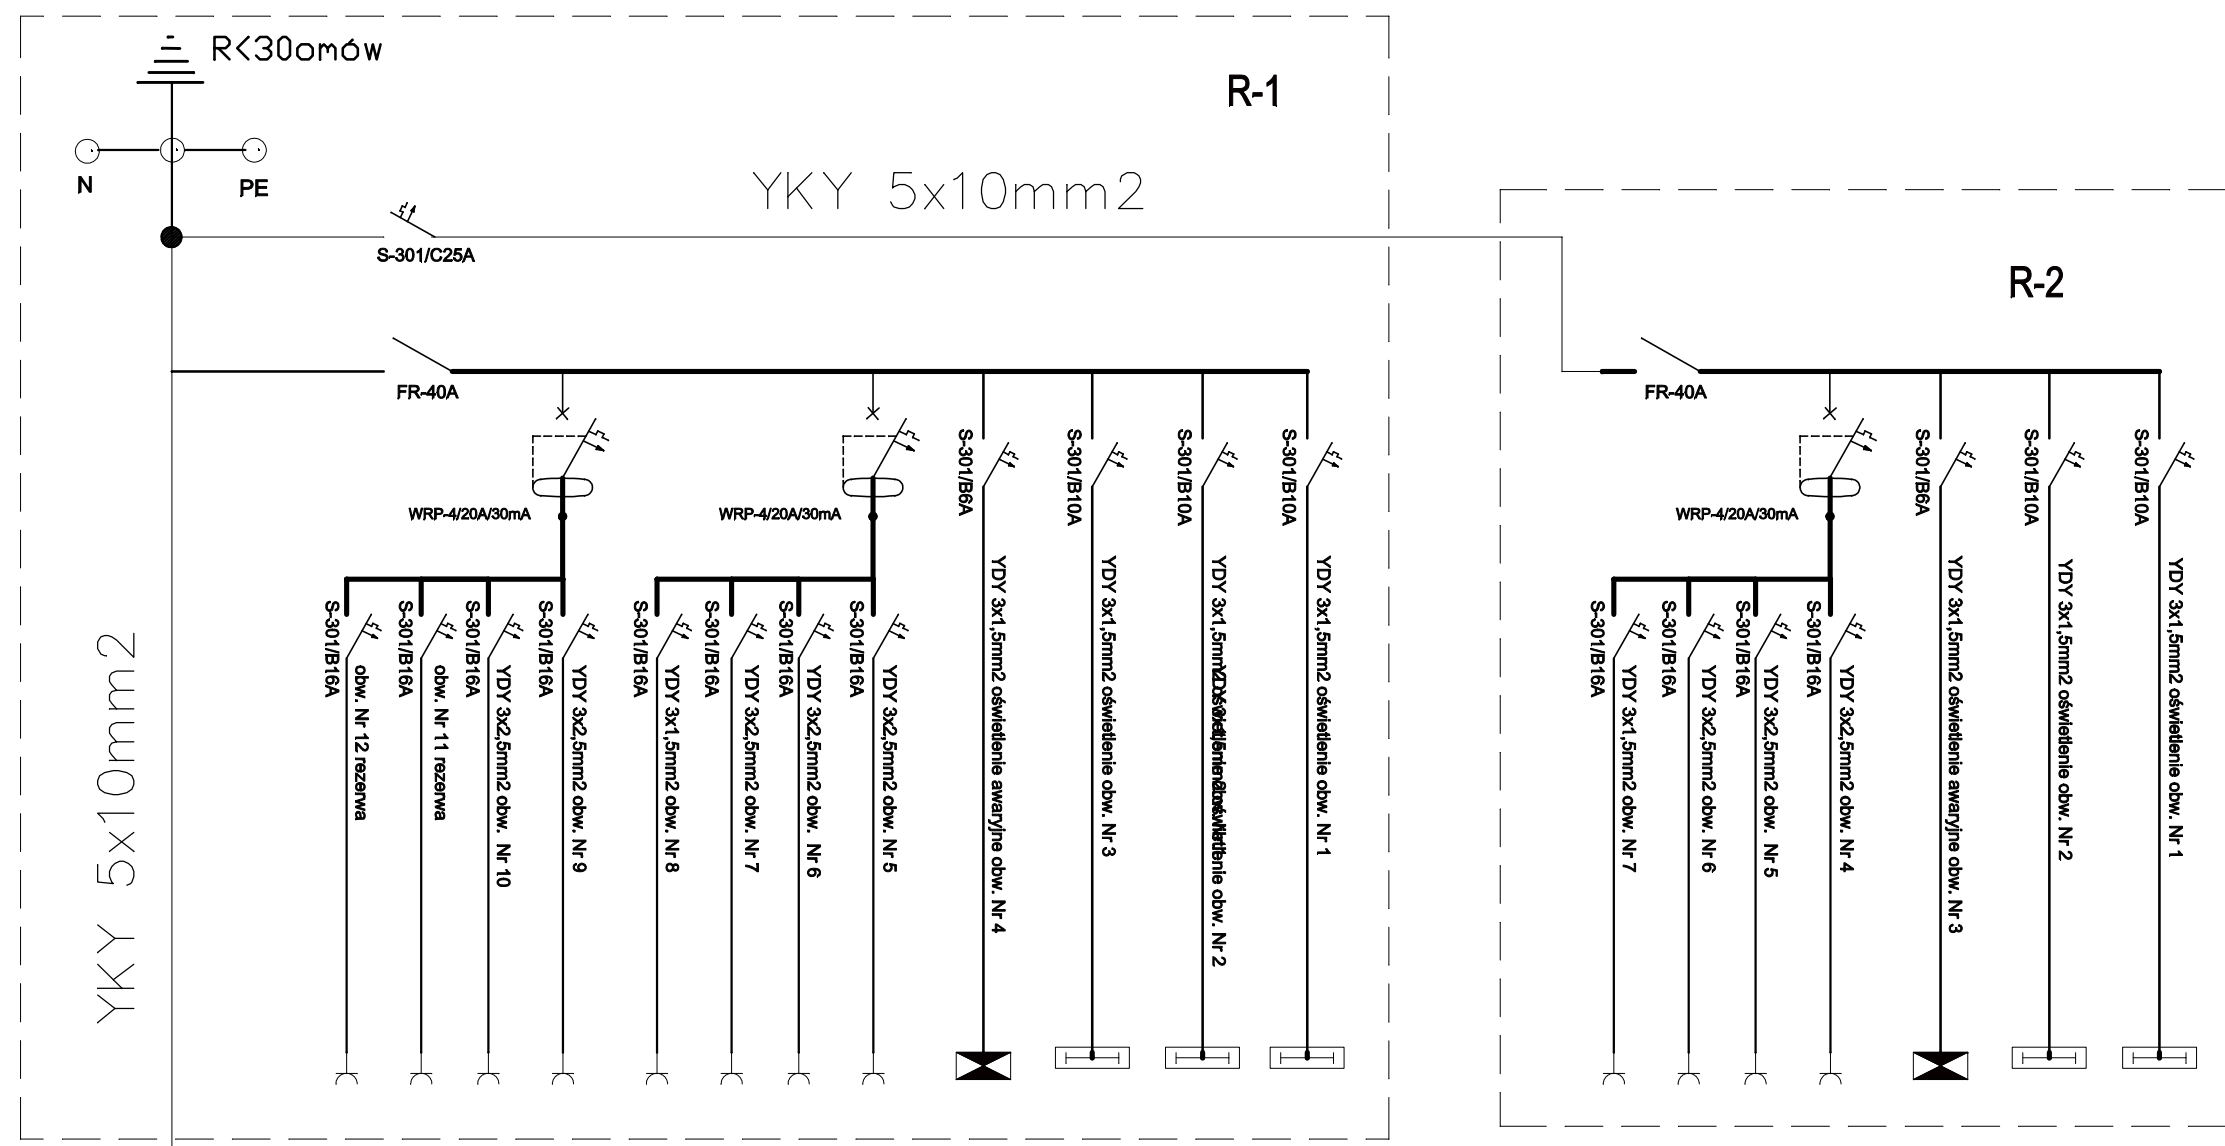 R<30omów
R-1
N
PE
YKY 5x10mm2
S-301/C25A
R-2
FR-40A
FR-40A
S-301/B6A
S-301/B10A
S-301/B10A
S-301/B10A
S-301/B6A
S-301/B10A
S-301/B10A
WRP-4/20A/30mA
WRP-4/20A/30mA
WRP-4/20A/30mA
YKY 5x10mm2
S-301/B16A
obw. Nr 12 rezerwa
S-301/B16A
obw. Nr 11 rezerwa
S-301/B16A
YDY 3x2,5mm2 obw. Nr 10
S-301/B16A
YDY 3x2,5mm2 obw. Nr 9
S-301/B16A
YDY 3x1,5mm2 obw. Nr 8
S-301/B16A
YDY 3x2,5mm2 obw. Nr 7
S-301/B16A
YDY 3x2,5mm2 obw. Nr 6
S-301/B16A
YDY 3x2,5mm2 obw. Nr 5
YDY 3x1,5mm2 oświetlenie awaryjne obw. Nr 4
YDY 3x1,5mm2 oświetlenie obw. Nr 3
YDY 3x1,5mm2 oświetlenie obw. Nr 2
YDY 3x1,5mm2 oświetlenie obw. Nr 1
S-301/B16A
YDY 3x1,5mm2 obw. Nr 7
S-301/B16A
YDY 3x2,5mm2 obw. Nr 6
S-301/B16A
YDY 3x2,5mm2 obw. Nr 5
S-301/B16A
YDY 3x2,5mm2 obw. Nr 4
YDY 3x1,5mm2 oświetlenie awaryjne obw. Nr 3
YDY 3x1,5mm2 oświetlenie obw. Nr 2
YDY 3x1,5mm2 oświetlenie obw. Nr 1